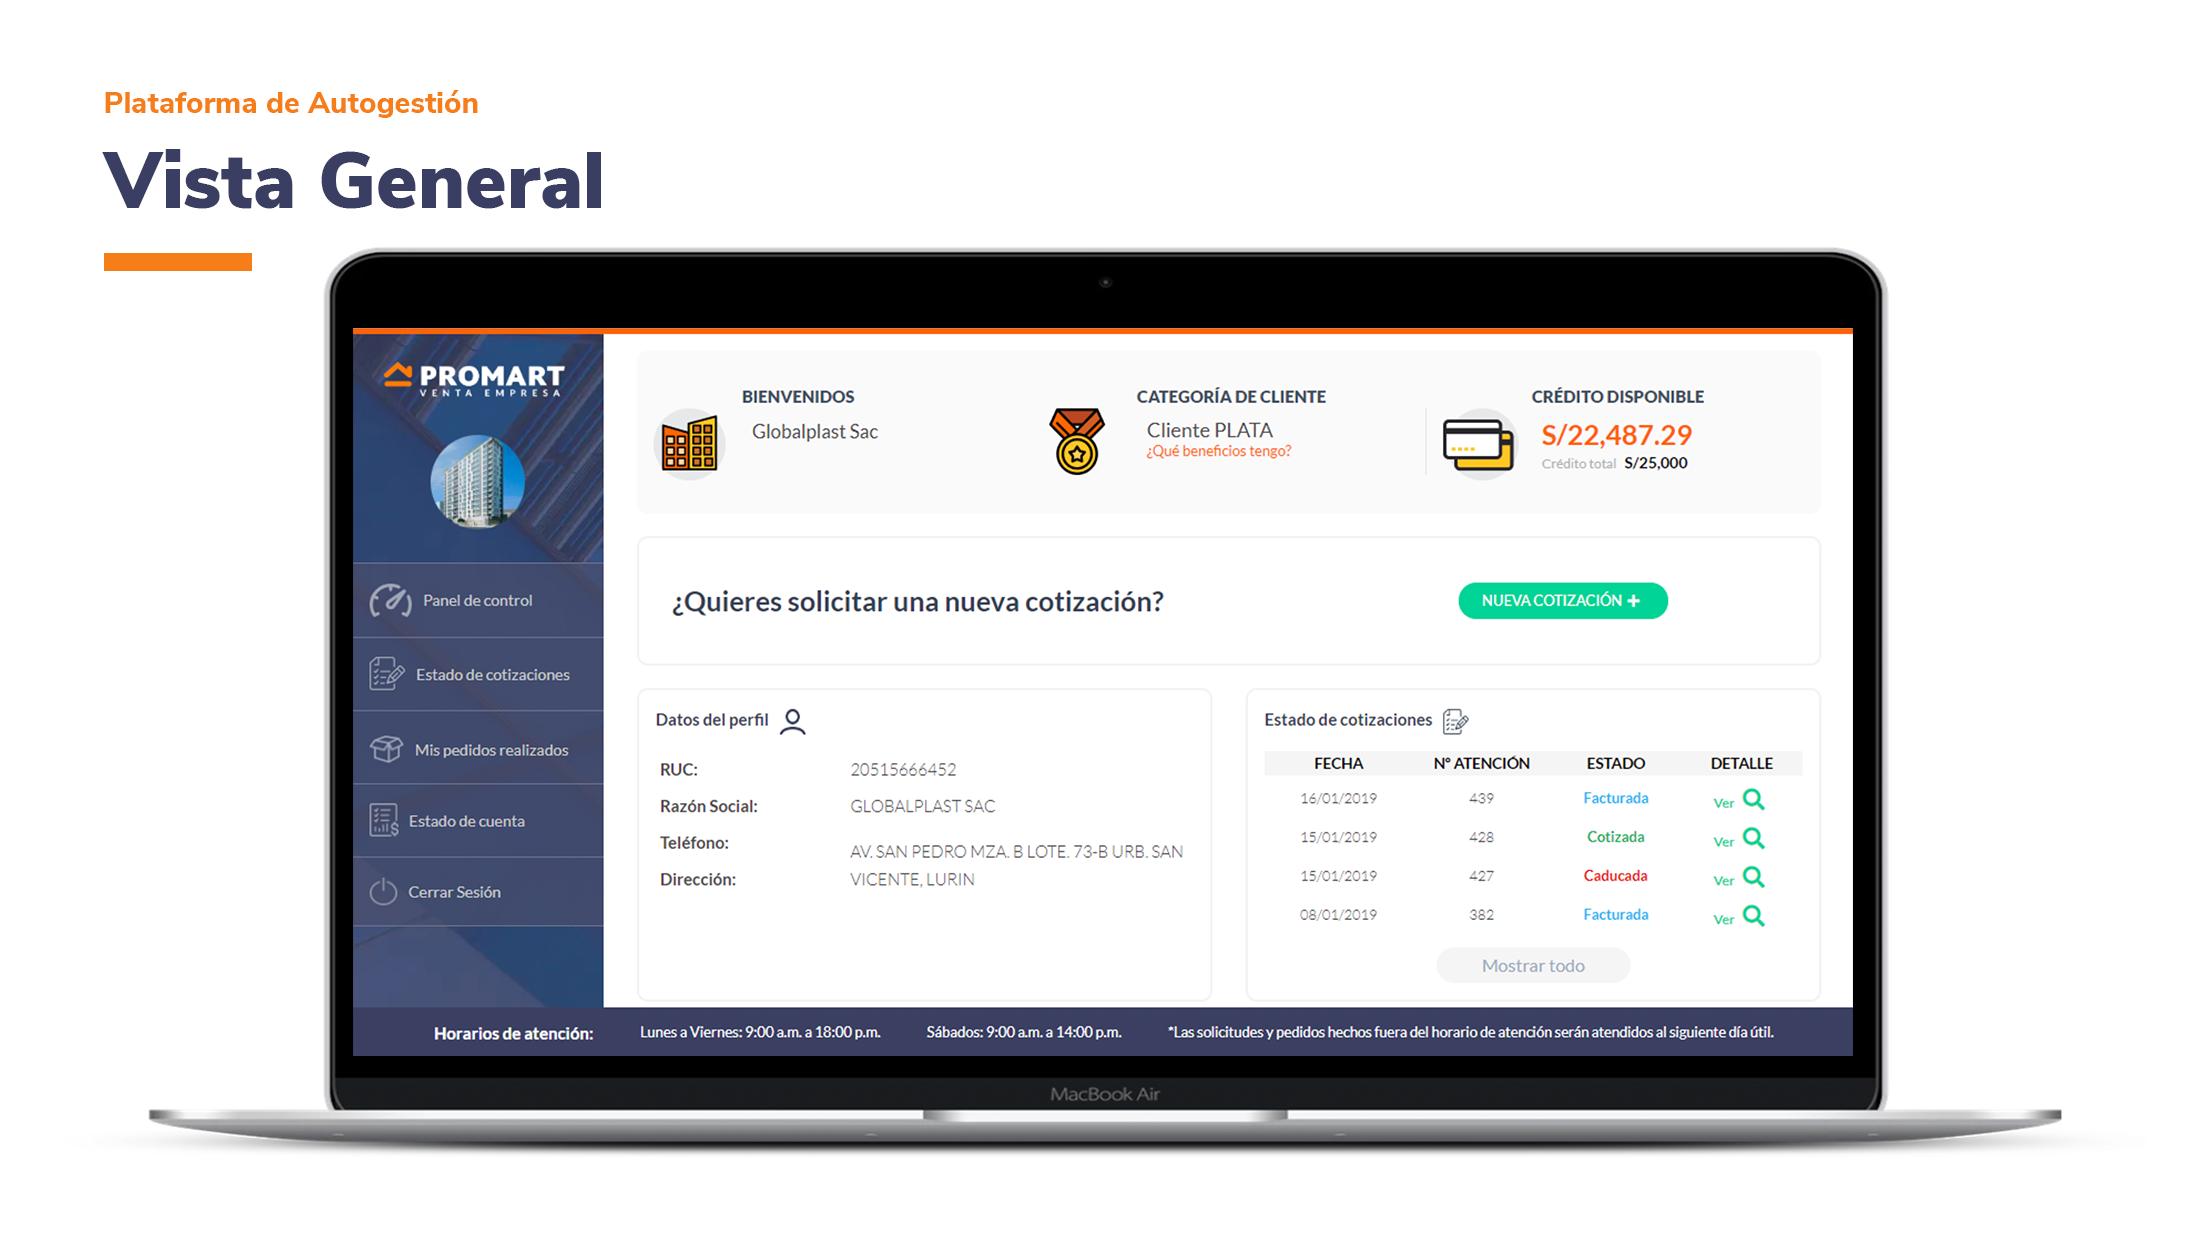 Plataforma de Autogestión
Vista General
PROMART
VENTA EMPRESA
Panel de control
Estado de cotizaciones
Mis pedidos realizados
Estado de cuenta
Cerrar Sesión
BIENVENIDOS
Globalplast Sac
CATEGORÍA DE CLIENTE
Cliente PLATA
¿Qué beneficios tengo?
CRÉDITO DISPONIBLE
S/22,487.29
Crédito total S/25,000
¿Quieres solicitar una nueva cotización?
NUEVA COTIZACIÓN +
Datos del perfil
RUC: 20515666452
Razón Social: GLOBALPLAST SAC
Teléfono:
Dirección:
AV. SAN PEDRO MZA. B LOTE. 73-B URB. SAN
VICENTE, LURIN
Estado de cotizaciones
FECHA N° ATENCIÓN ESTADO DETALLE
16/01/2019 439 Facturada Ver
15/01/2019 428 Cotizada Ver
15/01/2019 427 Caducada Ver
08/01/2019 382 Facturada Ver
Mostrar todo
Horarios de atención: Lunes a Viernes: 9:00 a.m. a 18:00 p.m. Sábados: 9:00 a.m. a 14:00 p.m. *Las solicitudes y pedidos hechos fuera del horario de atención serán atendidos al siguiente día útil.
MacBook Air